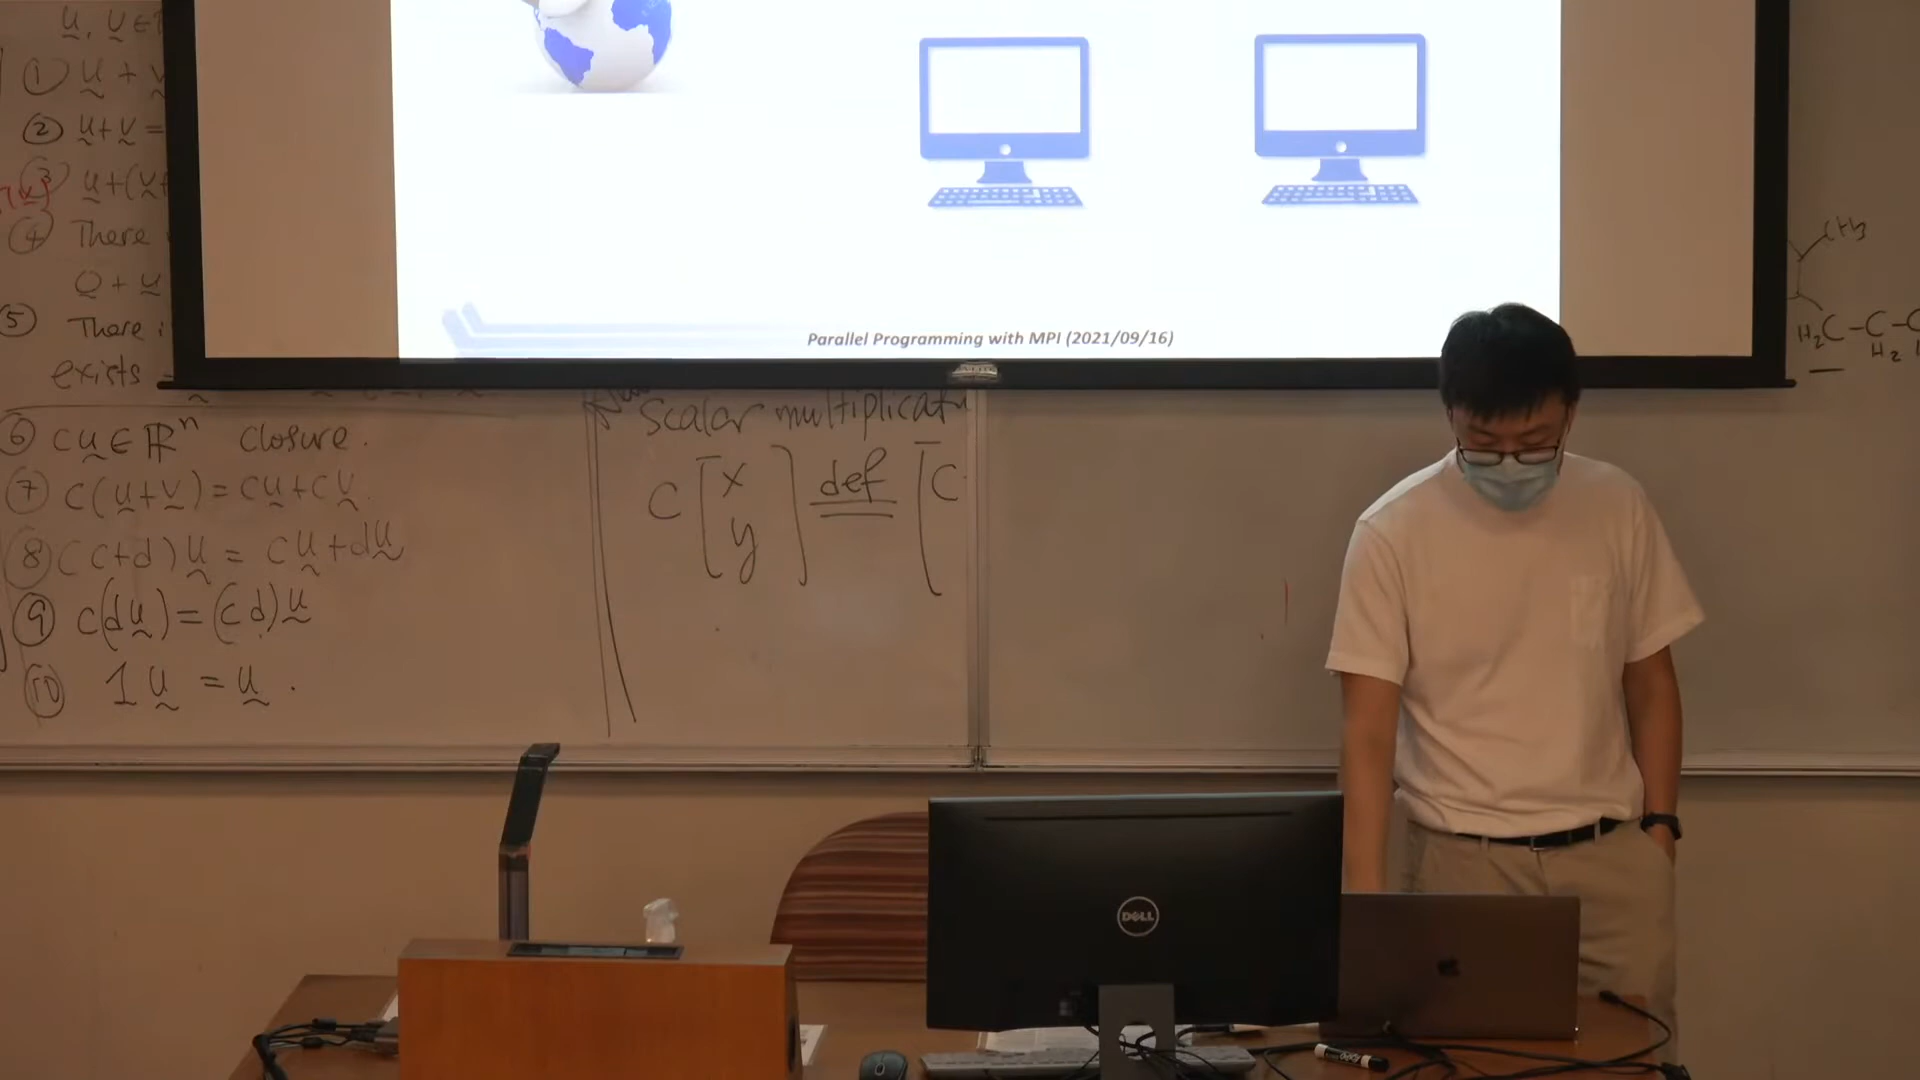 u, v ∈
① u + v
② u+v =
③ u+(v+
④ There
0 + u
⑤ There i
exists
⑥ cu ∈ ℝⁿ closure.
⑦ c(u+v) = cu+cv.
⑧ (c+d)u = cu+du
⑨ c(du) = (cd)u
⑩ 1u = u.
Parallel Programming with MPI (2021/09/16)
Scalar multiplicat
c [x def [c
y]
CH3
H₂C-C-C
H₂
DELL